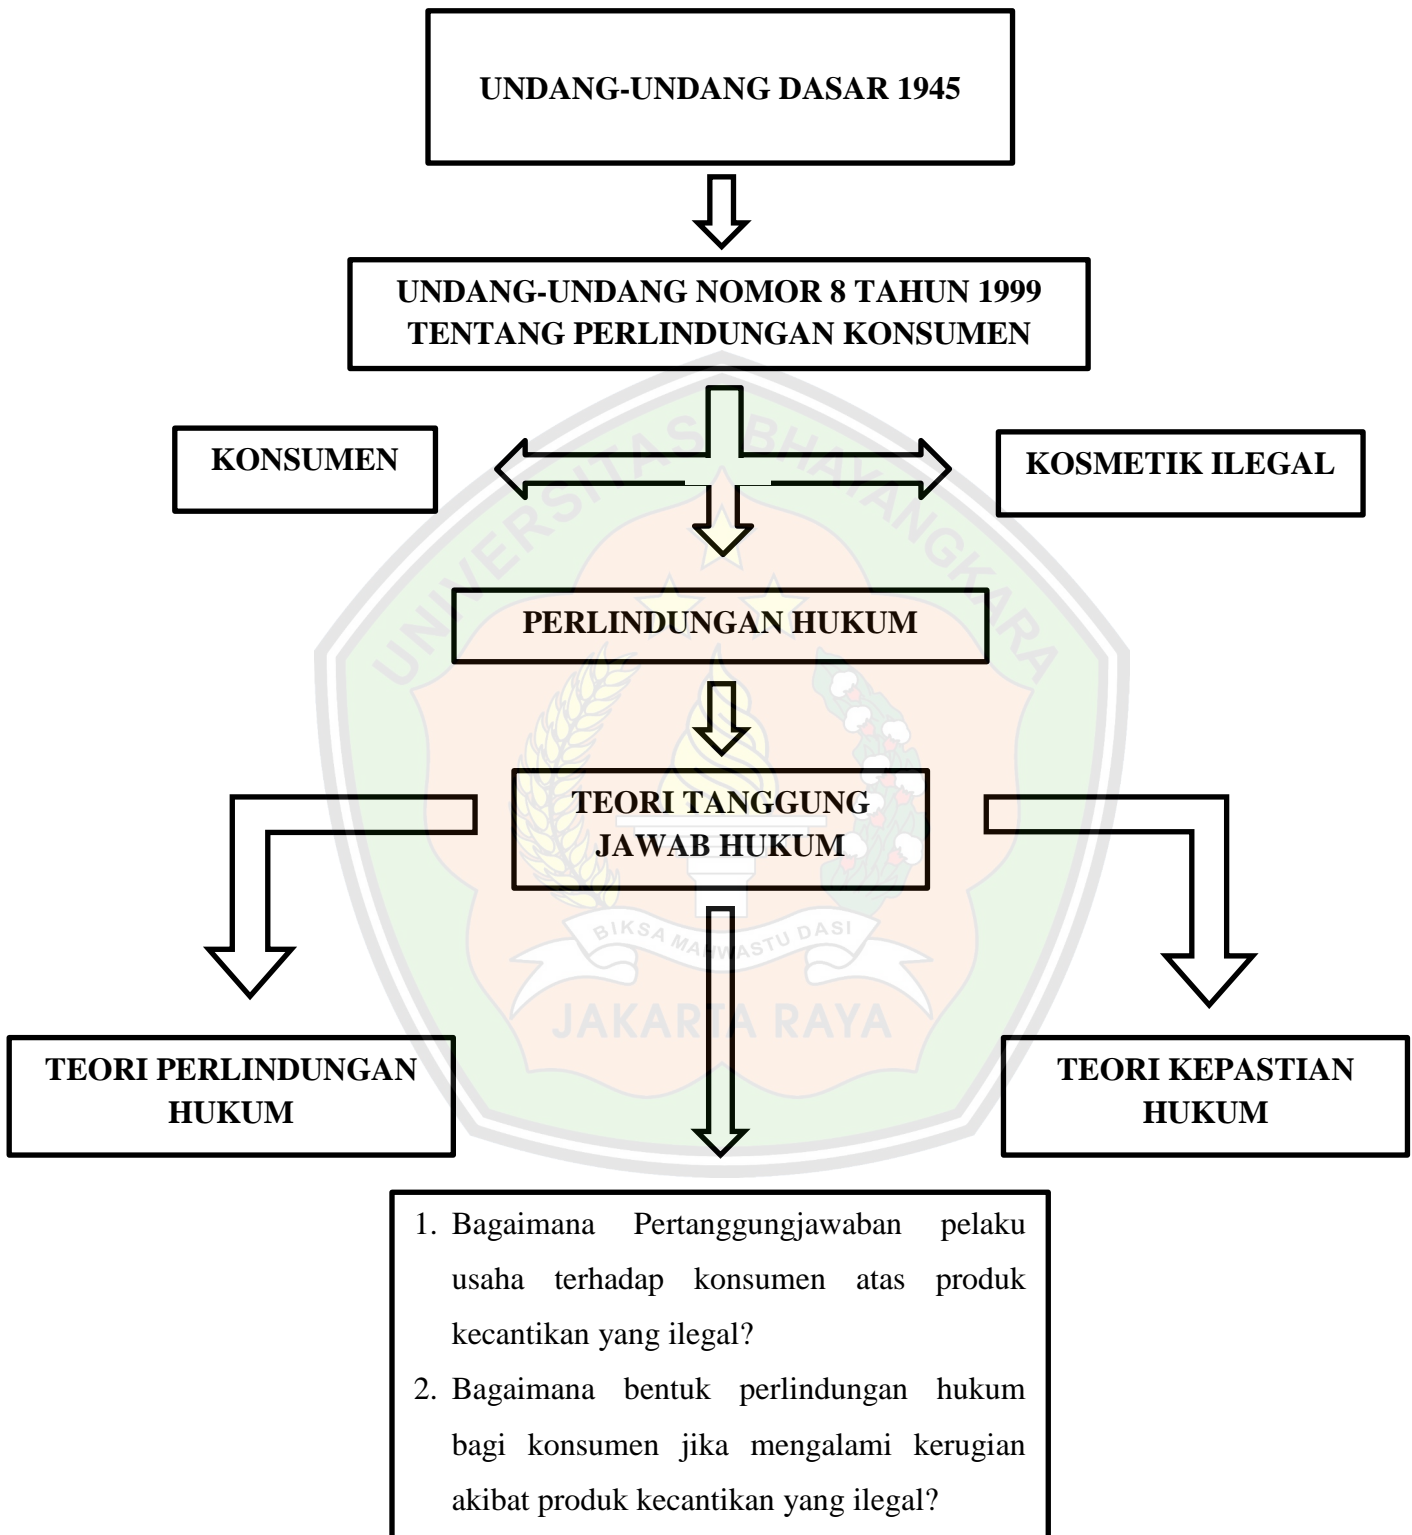 UNDANG-UNDANG DASAR 1945
UNDANG-UNDANG NOMOR 8 TAHUN 1999
TENTANG PERLINDUNGAN KONSUMEN
UNIVERSITAS BHAYANGKARA
KONSUMEN
KOSMETIK ILEGAL
PERLINDUNGAN HUKUM
TEORI TANGGUNG
JAWAB HUKUM
BIKSA MAHWASTU DASI
JAKARTA RAYA
TEORI PERLINDUNGAN
HUKUM
TEORI KEPASTIAN
HUKUM
1. Bagaimana Pertanggungjawaban pelaku
usaha terhadap konsumen atas produk
kecantikan yang ilegal?
2. Bagaimana bentuk perlindungan hukum
bagi konsumen jika mengalami kerugian
akibat produk kecantikan yang ilegal?